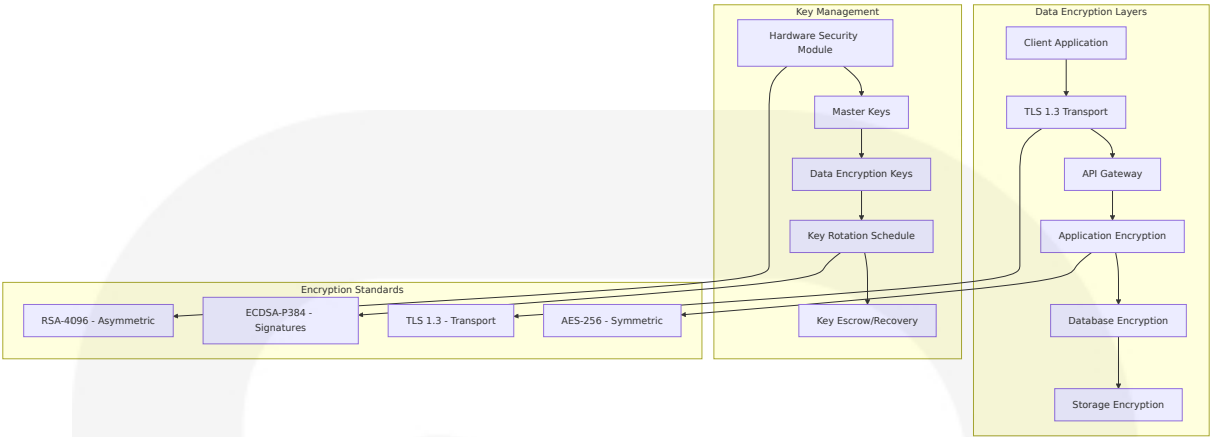 Key Management
Hardware Security
Module
Master Keys
Data Encryption Keys
Key Rotation Schedule
Key Escrow/Recovery
Data Encryption Layers
Client Application
TLS 1.3 Transport
API Gateway
Application Encryption
Database Encryption
Storage Encryption
Encryption Standards
RSA-4096 - Asymmetric
ECDSA-P384 -
Signatures
TLS 1.3 - Transport
AES-256 - Symmetric